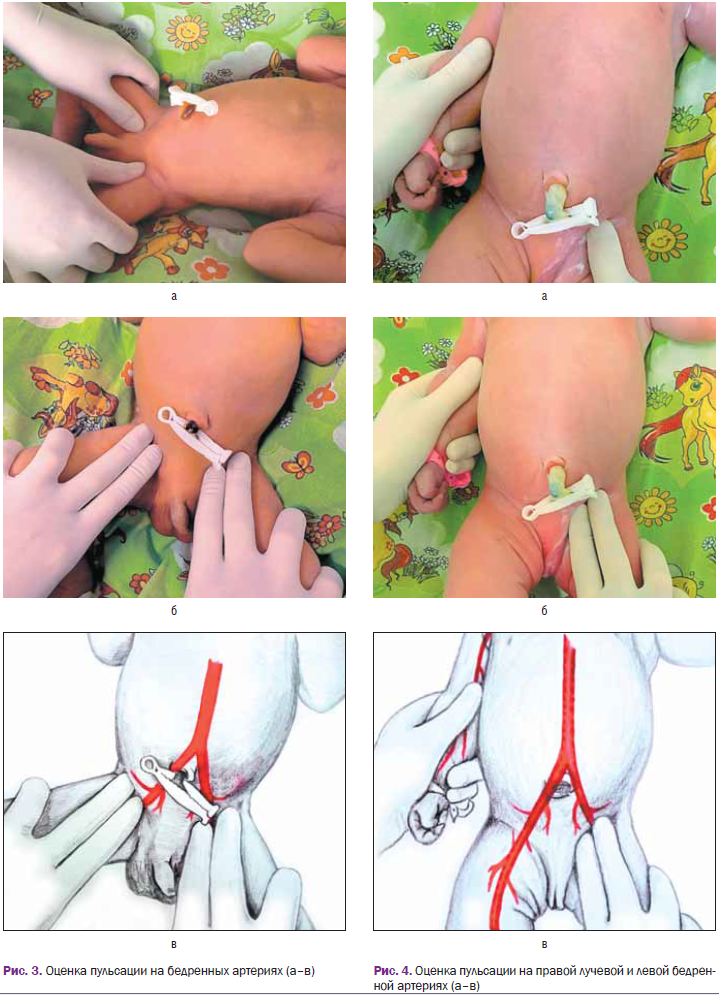 а
а
б
б
в
в
Рис. 3. Оценка пульсации на бедренных артериях (а–в)
Рис. 4. Оценка пульсации на правой лучевой и левой бедрен-
ной артериях (а–в)